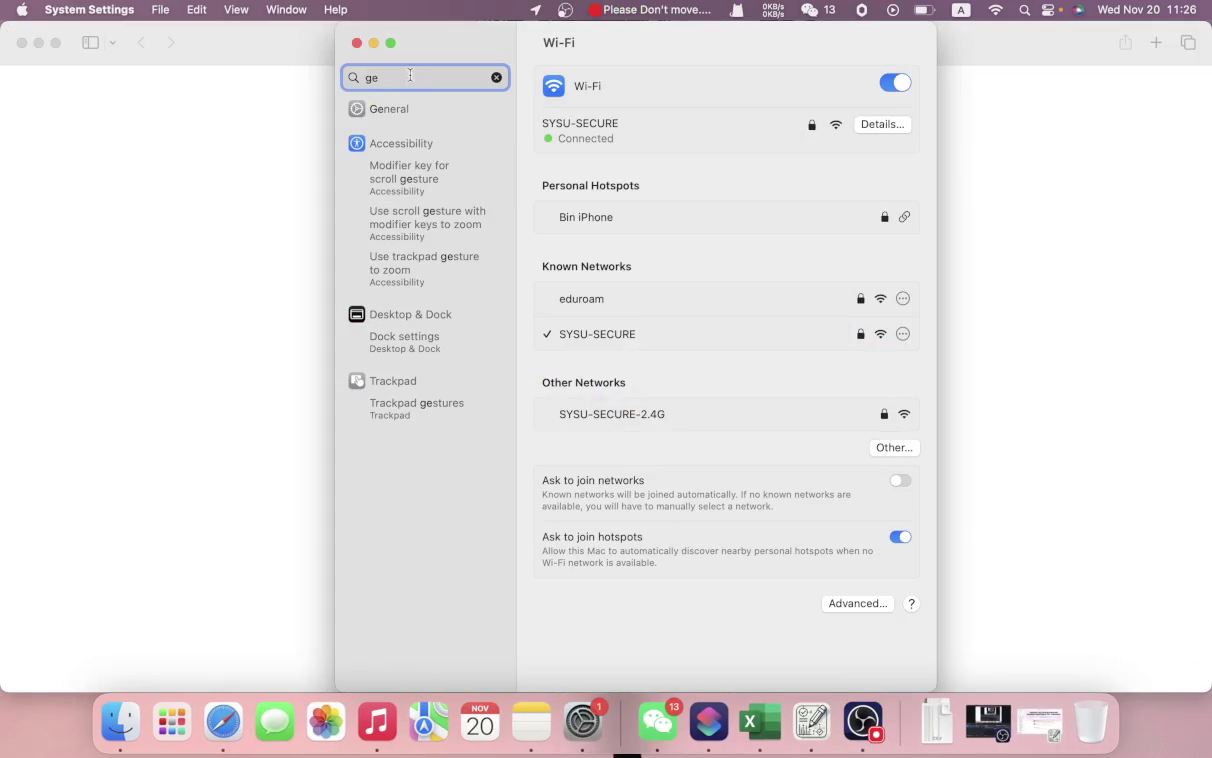 System Settings File Edit View Window Help
Please Don't move.... 0KB/s 0KB/s 13 A Wed Nov 20 11:26
ge
General
Accessibility
Modifier key for
scroll gesture
Accessibility
Use scroll gesture with
modifier keys to zoom
Accessibility
Use trackpad gesture
to zoom
Accessibility
Desktop & Dock
Dock settings
Desktop & Dock
Trackpad
Trackpad gestures
Trackpad
Wi-Fi
Wi-Fi
SYSU-SECURE
Connected
Details...
Personal Hotspots
Bin iPhone
Known Networks
eduroam
SYSU-SECURE
Other Networks
SYSU-SECURE-2.4G
Other...
Ask to join networks
Known networks will be joined automatically. If no known networks are
available, you will have to manually select a network.
Ask to join hotspots
Allow this Mac to automatically discover nearby personal hotspots when no
Wi-Fi network is available.
Advanced... ?
NOV
20
1
13
X